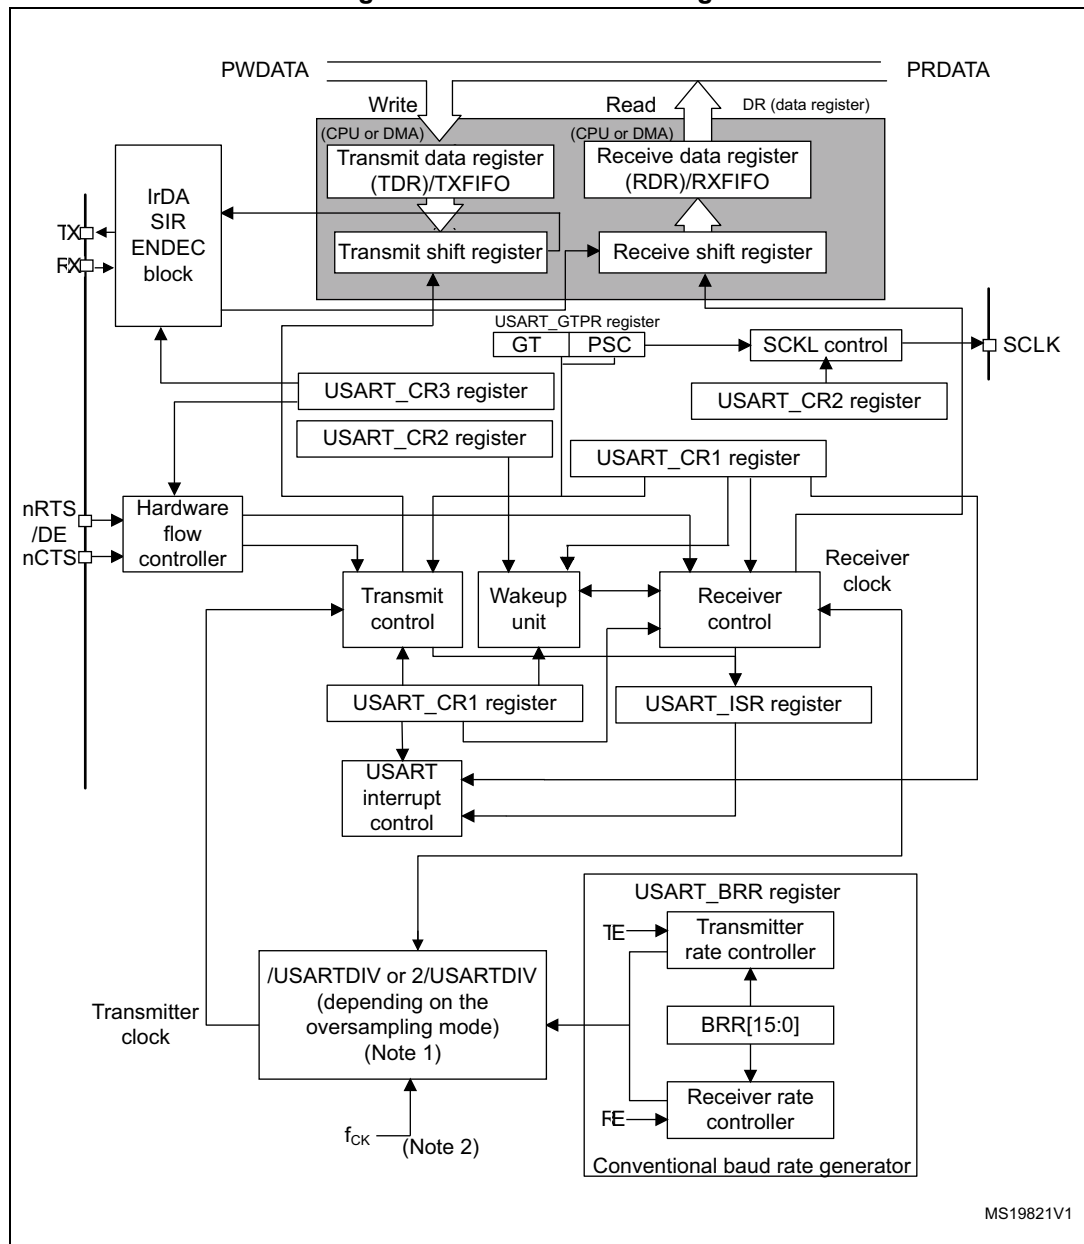 PWDATA
PRDATA
Write
Read
DR (data register)
(CPU or DMA)
(CPU or DMA)
Transmit data register
(TDR)/TXFIFO
Receive data register
(RDR)/RXFIFO
IrDA
SIR
ENDEC
block
TX
RX
Transmit shift register
Receive shift register
USART_GTPR register
GT
PSC
SCKL control
SCLK
USART_CR3 register
USART_CR2 register
USART_CR2 register
USART_CR1 register
nRTS
/DE
nCTS
Hardware
flow
controller
Receiver
clock
Transmit
control
Wakeup
unit
Receiver
control
USART_CR1 register
USART_ISR register
USART
interrupt
control
USART_BRR register
TE
Transmitter
rate controller
/USARTDIV or 2/USARTDIV
(depending on the
oversampling mode)
(Note 1)
Transmitter
clock
BRR[15:0]
RE
Receiver rate
controller
fCK
(Note 2)
Conventional baud rate generator
MS19821V1